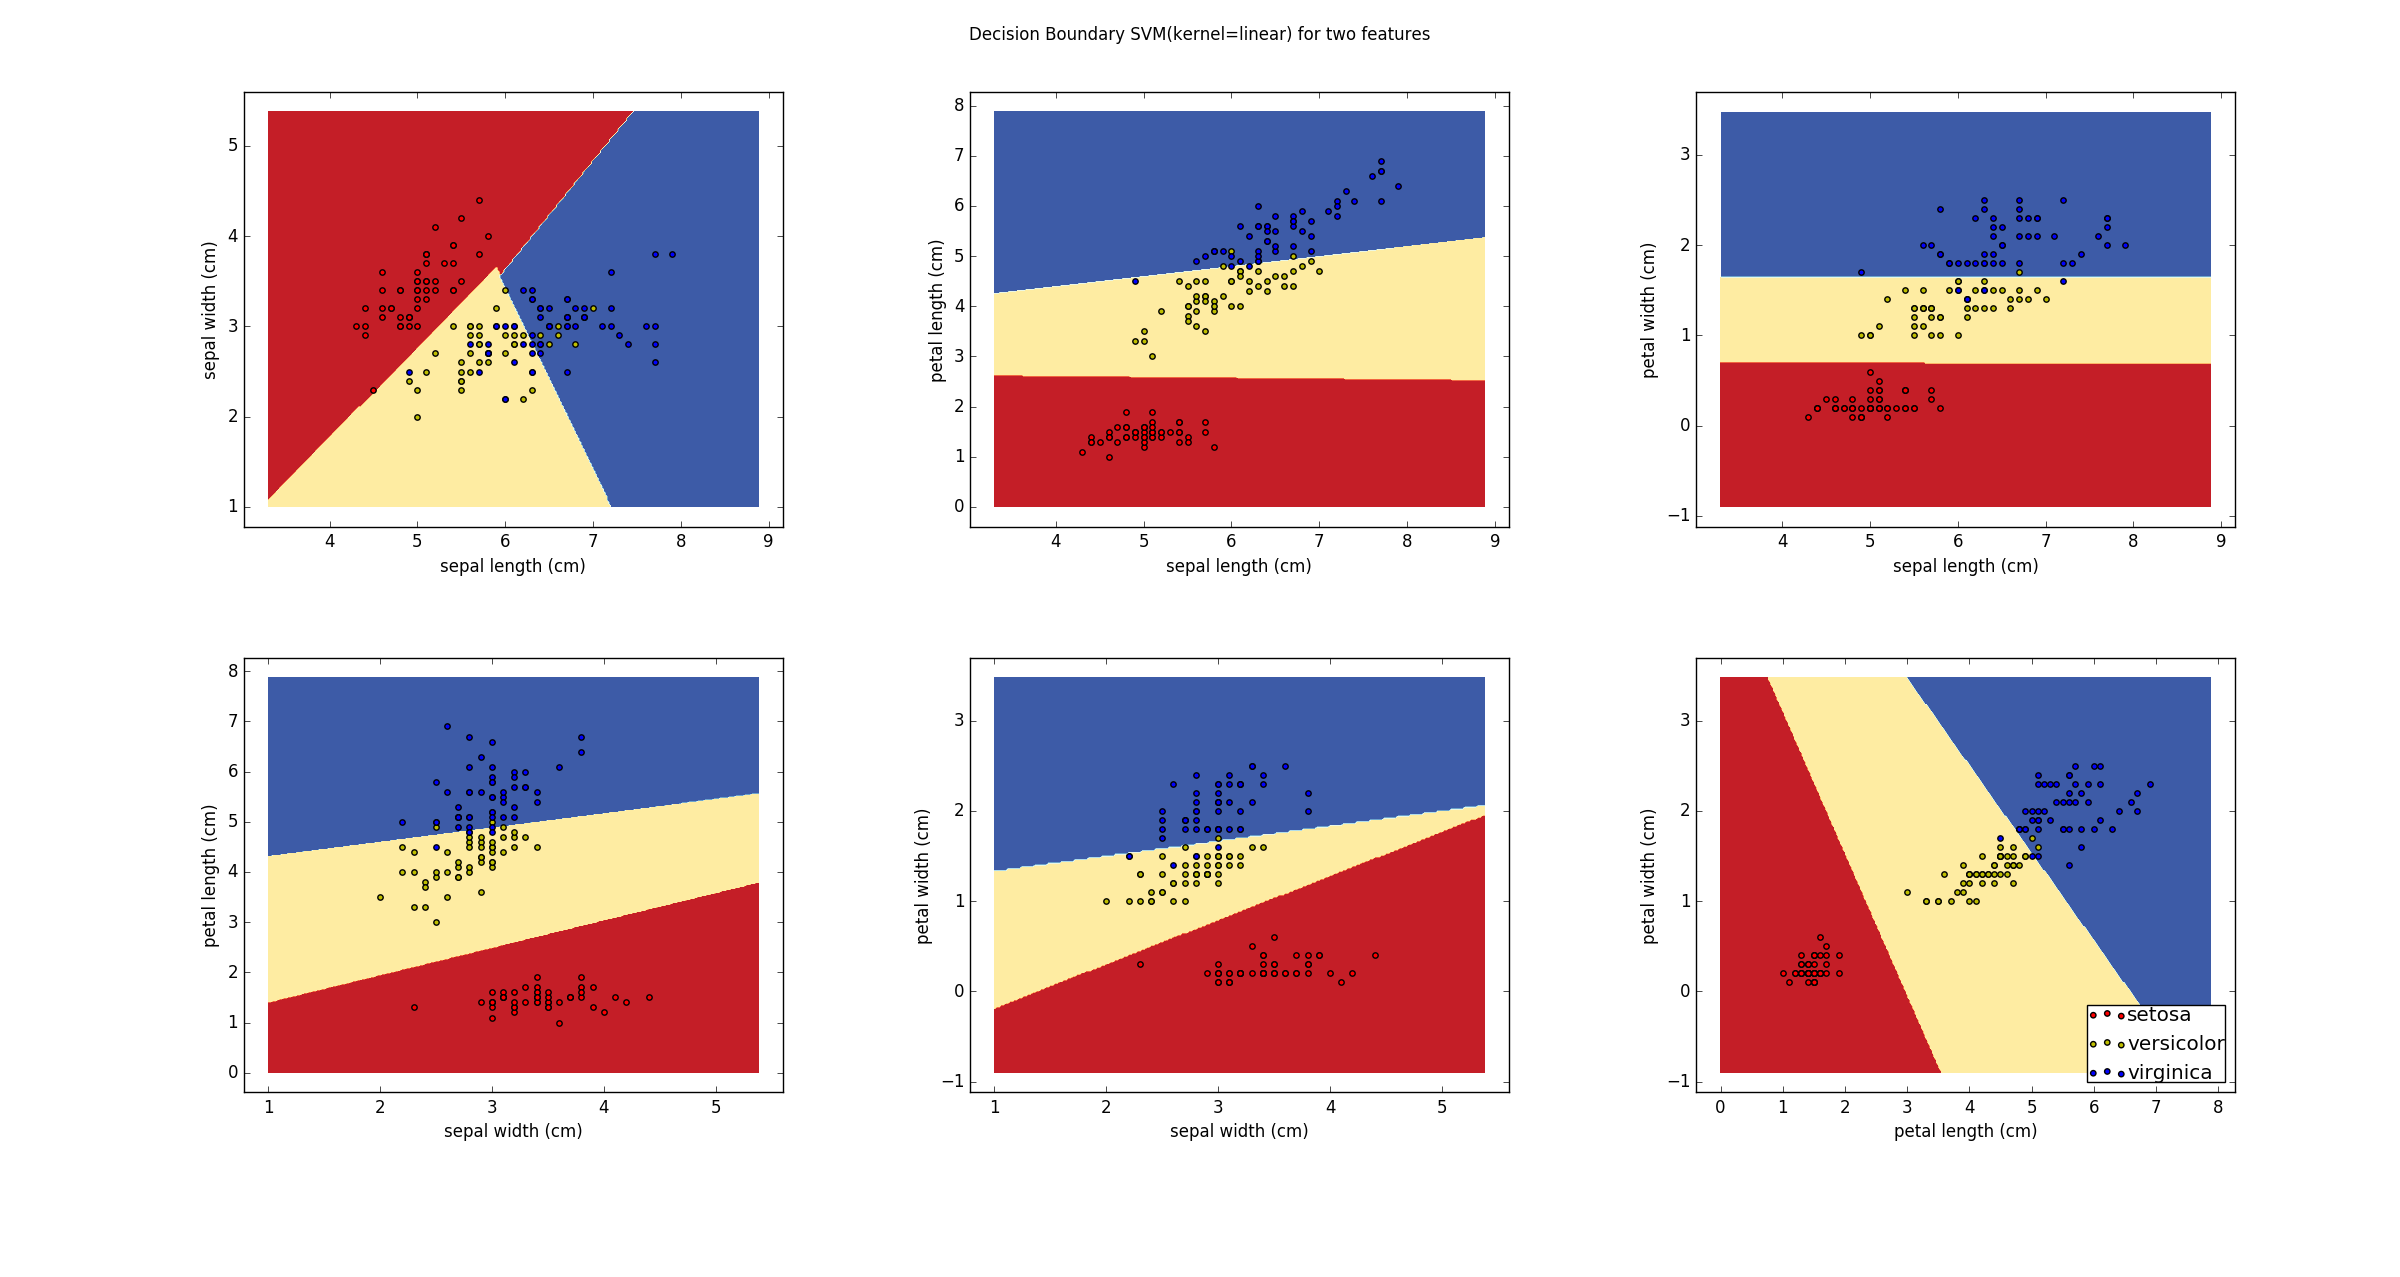 Decision Boundary SVM(kernel=linear) for two features
5
4
3
2
1
sepal width (cm)
4 5 6 7 8 9
sepal length (cm)
8
7
6
5
4
3
2
1
0
petal length (cm)
4 5 6 7 8 9
sepal length (cm)
3
2
1
0
−1
petal width (cm)
4 5 6 7 8 9
sepal length (cm)
8
7
6
5
4
3
2
1
0
petal length (cm)
1 2 3 4 5
sepal width (cm)
3
2
1
0
−1
petal width (cm)
1 2 3 4 5
sepal width (cm)
3
2
1
0
−1
petal width (cm)
setosa
versicolor
virginica
0 1 2 3 4 5 6 7 8
petal length (cm)